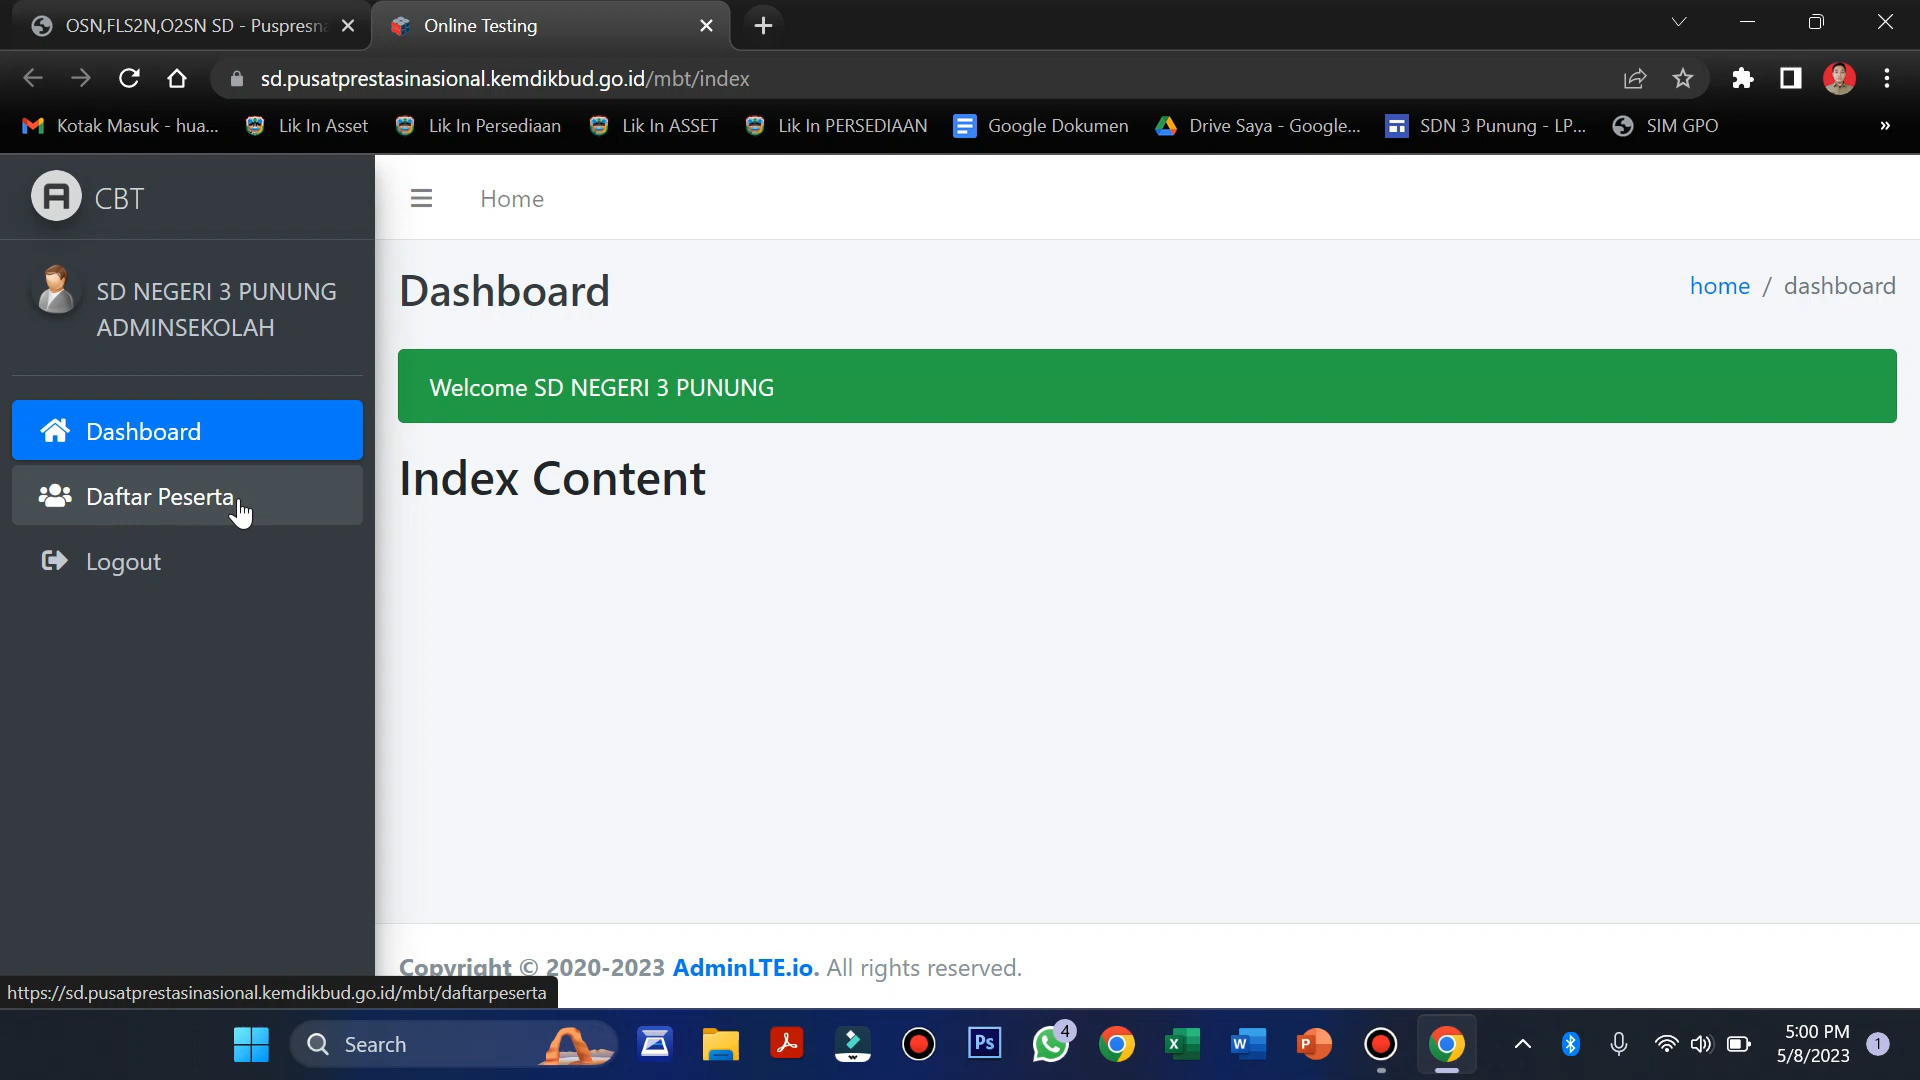 OSN,FLS2N,O2SN SD - Puspresn
Online Testing
sd.pusatprestasinasional.kemdikbud.go.id/mbt/index
Kotak Masuk - hua...
Lik In Asset
Lik In Persediaan
Lik In ASSET
Lik In PERSEDIAAN
Google Dokumen
Drive Saya - Google...
SDN 3 Punung - LP...
SIM GPO
»
CBT
Home
SD NEGERI 3 PUNUNG
ADMINSEKOLAH
Dashboard
home / dashboard
Welcome SD NEGERI 3 PUNUNG
Dashboard
Daftar Peserta
Logout
Index Content
Copyright © 2020-2023 AdminLTE.io. All rights reserved.
https://sd.pusatprestasinasional.kemdikbud.go.id/mbt/daftarpeserta
Search
Ps
4
X
W
P
5:00 PM
5/8/2023
1